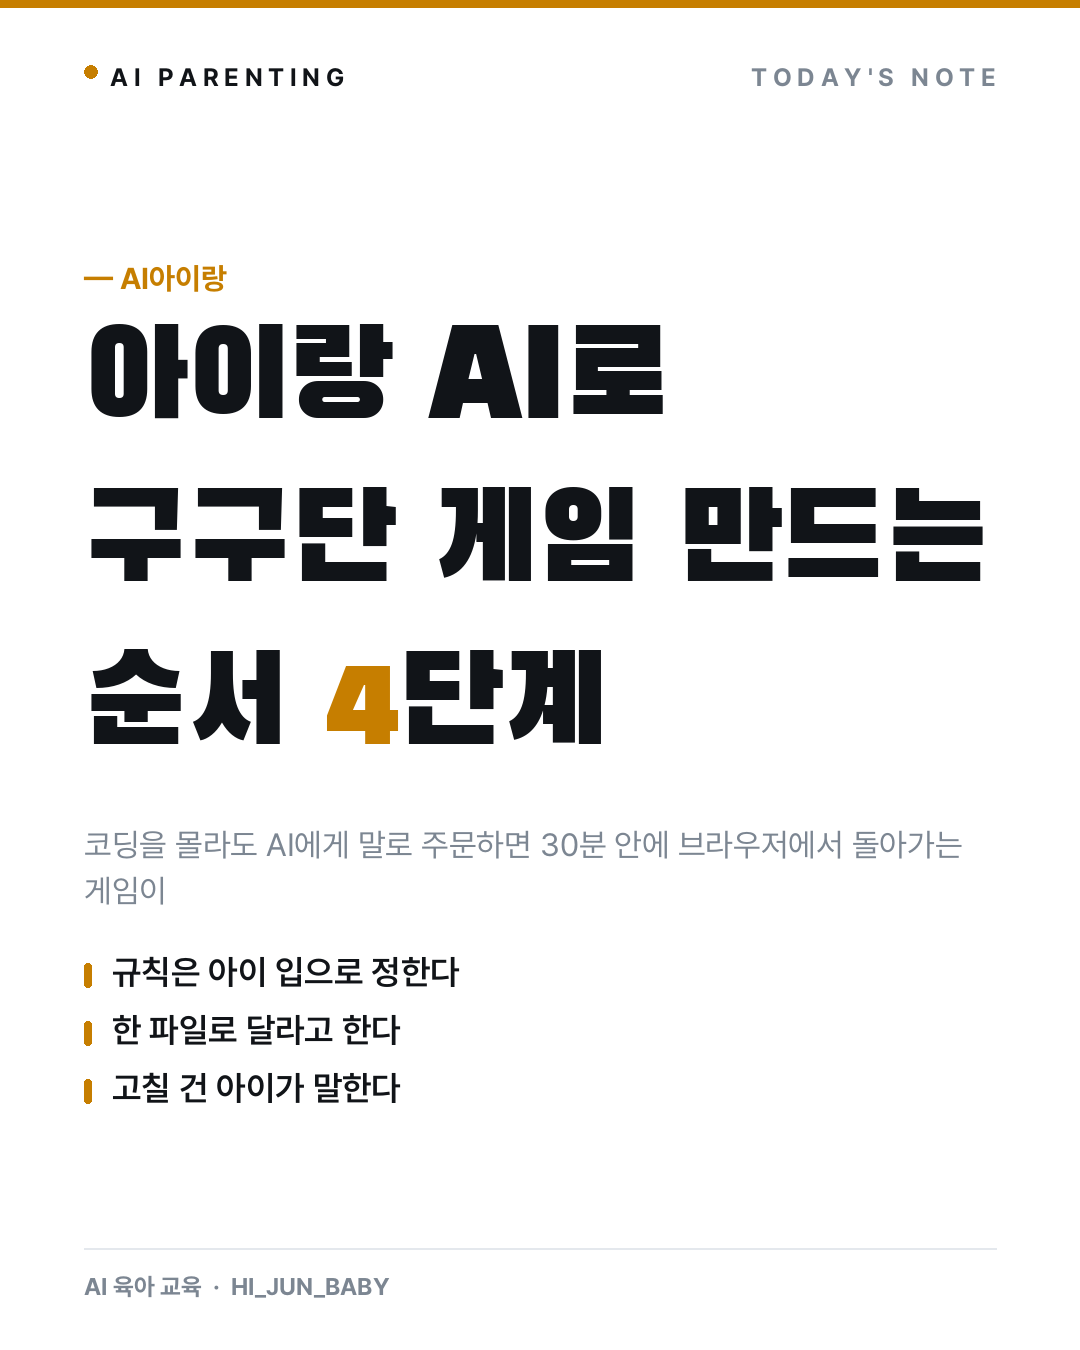 AI PARENTING
TODAY'S NOTE
— AI아이랑
아이랑 AI로
구구단 게임 만드는
순서 4단계
코딩을 몰라도 AI에게 말로 주문하면 30분 안에 브라우저에서 돌아가는
게임이
규칙은 아이 입으로 정한다
한 파일로 달라고 한다
고칠 건 아이가 말한다
AI 육아 교육 · HI_JUN_BABY